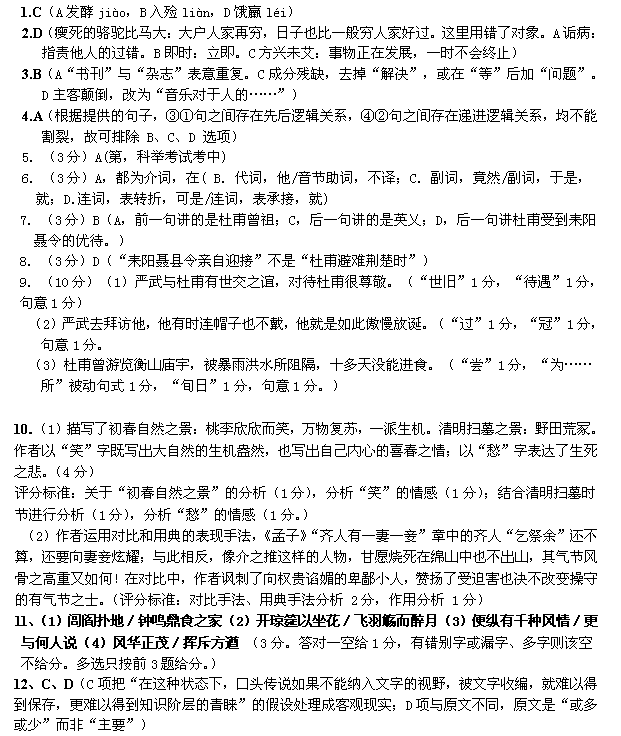 1.C（A发酵 jiào，B入殓 liàn，D饿羸 léi）
2.D（瘦死的骆驼比马大：大户人家再穷，日子也比一般穷人家好过。这里用错了对象。A诟病：
指责他人的过错。B即时：立即。C方兴未艾：事物正在发展，一时不会终止）
3.B（A“书刊”与“杂志”表意重复。C成分残缺，去掉“解决”，或在“等”后加“问题”。
D主客颠倒，改为“音乐对于人的……”）
4.A（根据提供的句子，③①句之间存在先后逻辑关系，④②句之间存在递进逻辑关系，均不能
割裂，故可排除 B、C、D 选项）
5. （3分）A(第，科举考试考中)
6. （3分）A，都为介词，在( B．代词，他/音节助词，不译；C．副词，竟然/副词，于是，
就；D.连词，表转折，可是/连词，表承接，就)
7. （3分）B（A，前一句讲的是杜甫曾祖；C，后一句讲的是英乂；D，后一句讲杜甫受到耒阳
聂令的优待。）
8. （3分）D（“耒阳聂县令亲自迎接”不是“杜甫避难荆楚时”）
9. （10分）（1）严武与杜甫有世交之谊，对待杜甫很尊敬。（“世旧”1分，“待遇”1分，
句意1分）
（2）严武去拜访他，他有时连帽子也不戴，他就是如此傲慢放诞。（“过”1分，“冠”1分，
句意1分。
（3）杜甫曾游览衡山庙宇，被暴雨洪水所阻隔，十多天没能进食。（“尝”1分，“为……
所”被动句式1分，“旬日”1分，句意1分。）
10.（1）描写了初春自然之景：桃李欣欣而笑，万物复苏，一派生机。清明扫墓之景：野田荒冢。
作者以“笑”字既写出大自然的生机盎然，也写出自己内心的喜春之情；以“愁”字表达了生死
之悲。（4分）
评分标准：关于“初春自然之景”的分析（1分），分析“笑”的情感（1分）；结合清明扫墓时
节进行分析（1分），分析“愁”的情感（1分。）
（2）作者运用对比和用典的表现手法，《孟子》“齐人有一妻一妾”章中的齐人“乞祭余”还不
算，还要向妻妾炫耀；与此相反，像介之推这样的人物，甘愿烧死在绵山中也不出山，其气节风
骨之高重又如何！在对比中，作者讽刺了向权贵谄媚的卑鄙小人，赞扬了受迫害也决不改变操守
的有气节之士。（评分标准：对比手法、用典手法分析 2分，作用分析 1分）
11、（1）闾阎扑地／钟鸣鼎食之家（2）开琼筵以坐花／飞羽觞而醉月（3）便纵有千种风情／更
与何人说（4）风华正茂／挥斥方遒 （3分。答对一空给1分，有错别字或漏字、多字则该空
不给分。多选只按前3题给分。）
12、C、D（C项把“在这种状态下，口头传说如果不能纳入文字的视野，被文字收编，就难以得
到保存，更难以得到知识阶层的青睐”的假设处理成客观现实；D项与原文不同，原文是“或多
或少”而非“主要”）